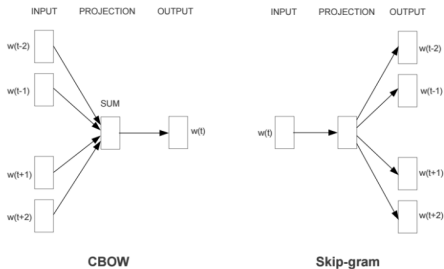 INPUT PROJECTION OUTPUT
w(t-2)
w(t-1)
SUM
w(t)
w(t+1)
w(t+2)
CBOW
INPUT PROJECTION OUTPUT
w(t-2)
w(t-1)
w(t)
w(t+1)
w(t+2)
Skip-gram